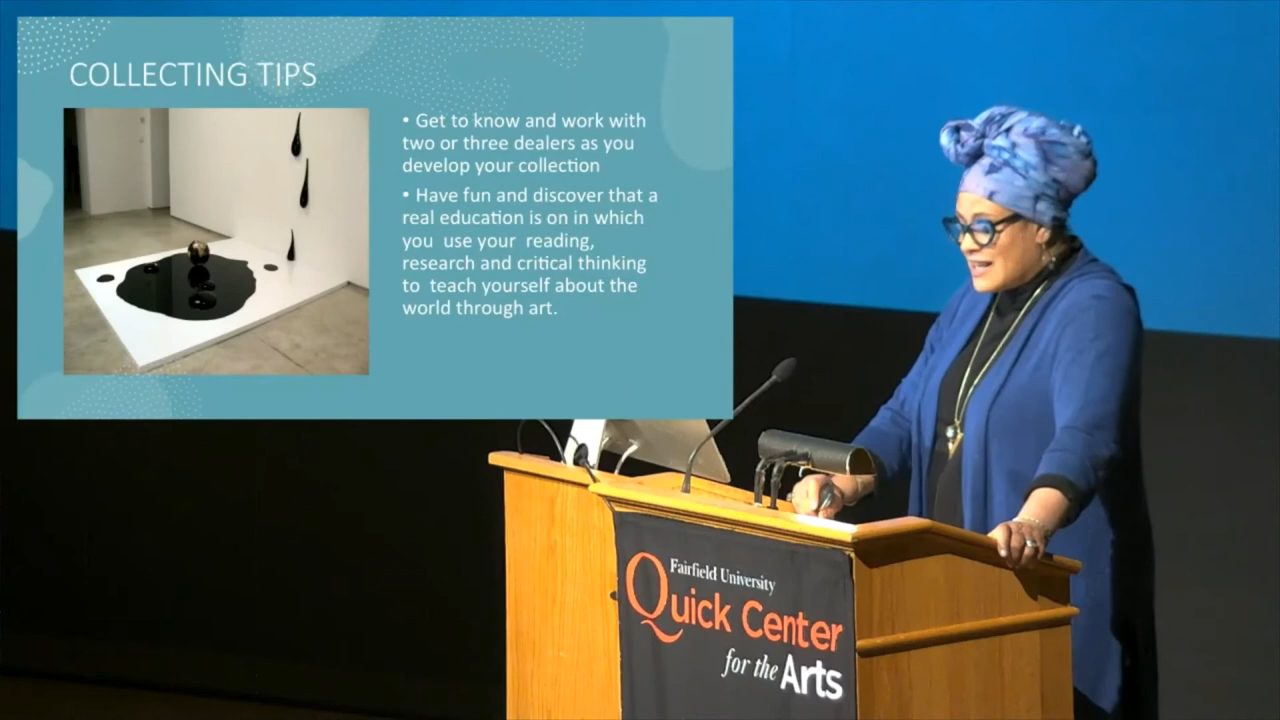 COLLECTING TIPS
• Get to know and work with
two or three dealers as you
develop your collection
• Have fun and discover that a
real education is on in which
you use your reading,
research and critical thinking
to teach yourself about the
world through art.
Fairfield University
Quick Center
for the Arts